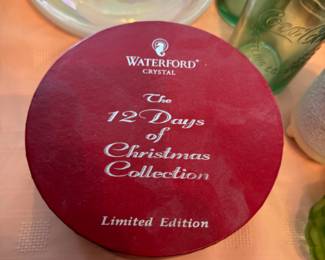 WATERFORD®
CRYSTAL
The
12 Days
of
Christmas
Collection
Limited Edition